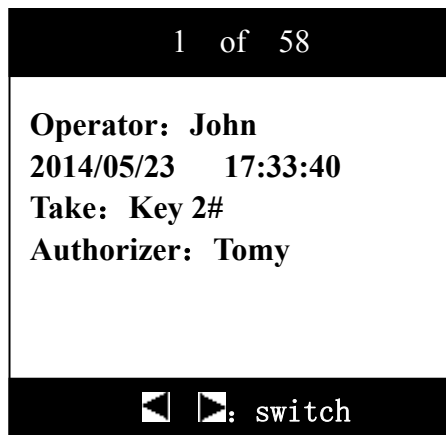 1 of 58
Operator：John
2014/05/23 17:33:40
Take：Key 2#
Authorizer：Tomy
◀ ▶：switch